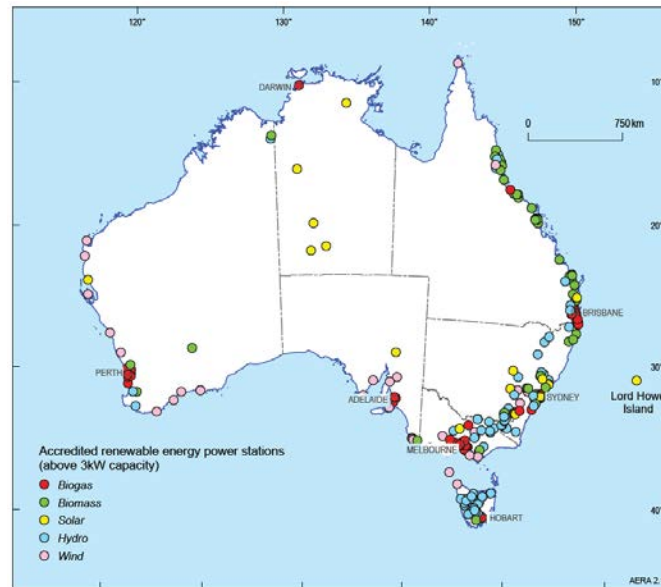 120°
130°
140°
150°
DARWIN
10°
0
750 km
20°
BRISBANE
PERTH
30°
ADELAIDE
SYDNEY
Lord Howe
Island
MELBOURNE
Accredited renewable energy power stations
(above 3kW capacity)
Biogas
Biomass
Solar
Hydro
Wind
HOBART
40°
AERA 2